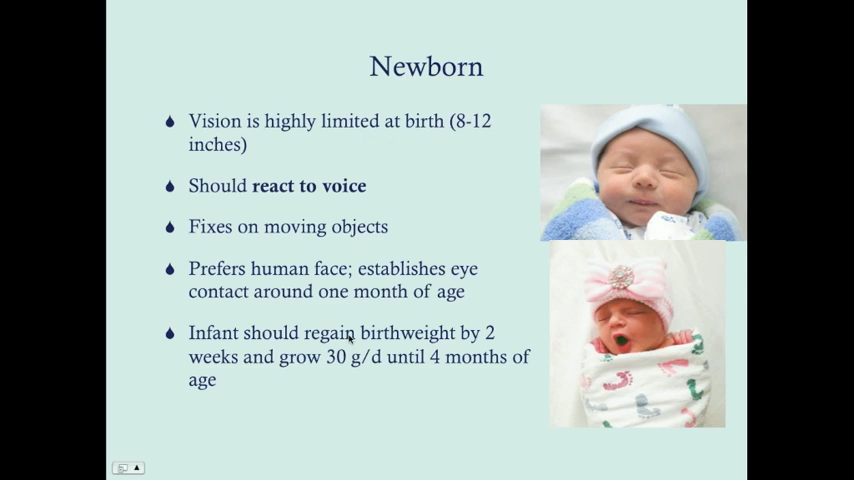 Newborn
Vision is highly limited at birth (8-12
inches)
Should react to voice
Fixes on moving objects
Prefers human face; establishes eye
contact around one month of age
Infant should regain birthweight by 2
weeks and grow 30 g/d until 4 months of
age